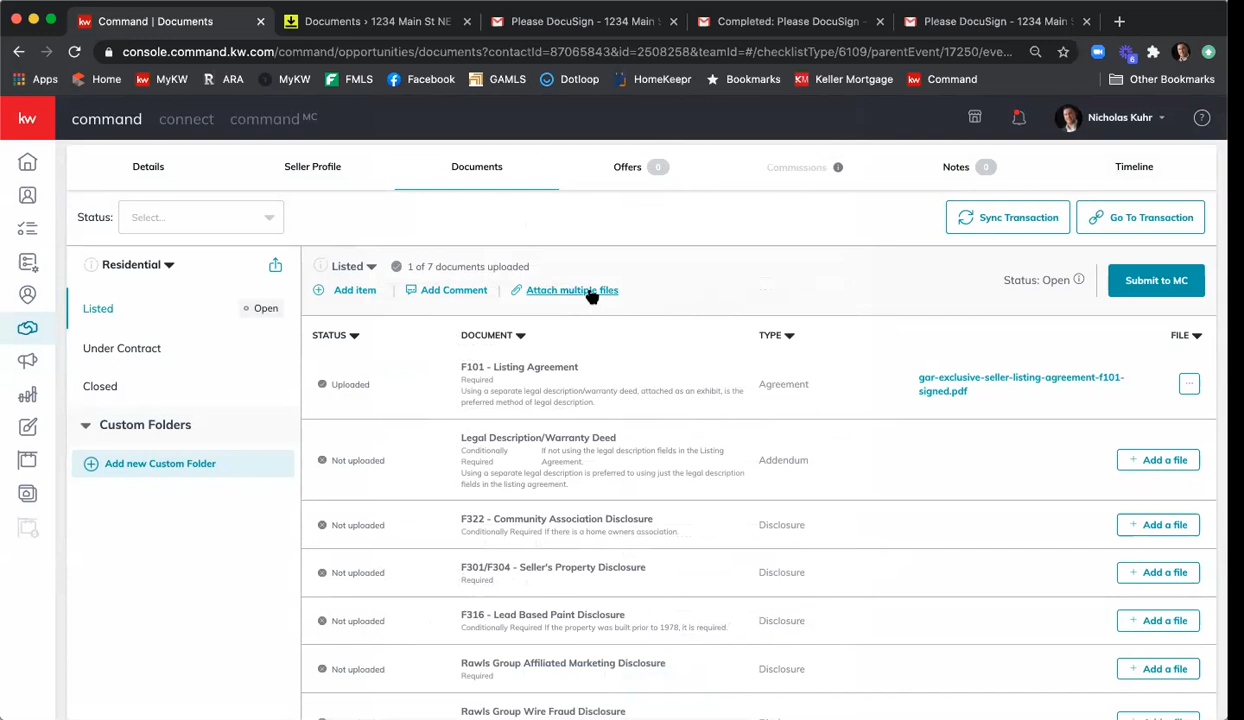 Command | Documents
Documents › 1234 Main St NE
Please DocuSign - 1234 Main
Completed: Please DocuSign -
Please DocuSign - 1234 Main
console.command.kw.com/command/opportunities/documents?contactId=87065843&id=2508258&teamId=#/checklistType/6109/parentEvent/17250/eve...
Apps
Home
MyKW
ARA
MyKW
FMLS
Facebook
GAMLS
Dotloop
HomeKeepr
Bookmarks
Keller Mortgage
Command
Other Bookmarks
kw
command
connect
command MC
Nicholas Kuhr
Details
Seller Profile
Documents
Offers 0
Commissions
Notes 0
Timeline
Status:
Select...
Sync Transaction
Go To Transaction
Residential
Listed
1 of 7 documents uploaded
Add item
Add Comment
Attach multiple files
Status: Open
Submit to MC
Listed
Open
Under Contract
Closed
Custom Folders
Add new Custom Folder
STATUS
DOCUMENT
TYPE
FILE
Uploaded
F101 - Listing Agreement
Required
Using a separate legal description/warranty deed, attached as an exhibit, is the
preferred method of legal description.
Agreement
gar-exclusive-seller-listing-agreement-f101-
signed.pdf
Not uploaded
Legal Description/Warranty Deed
Conditionally If not using the legal description fields in the Listing
Required Agreement.
Using a separate legal description is preferred to using just the legal description
fields in the listing agreement.
Addendum
+ Add a file
Not uploaded
F322 - Community Association Disclosure
Conditionally Required If there is a home owners association.
Disclosure
+ Add a file
Not uploaded
F301/F304 - Seller's Property Disclosure
Required
Disclosure
+ Add a file
Not uploaded
F316 - Lead Based Paint Disclosure
Conditionally Required If the property was built prior to 1978, it is required.
Disclosure
+ Add a file
Not uploaded
Rawls Group Affiliated Marketing Disclosure
Required
Disclosure
+ Add a file
Rawls Group Wire Fraud Disclosure